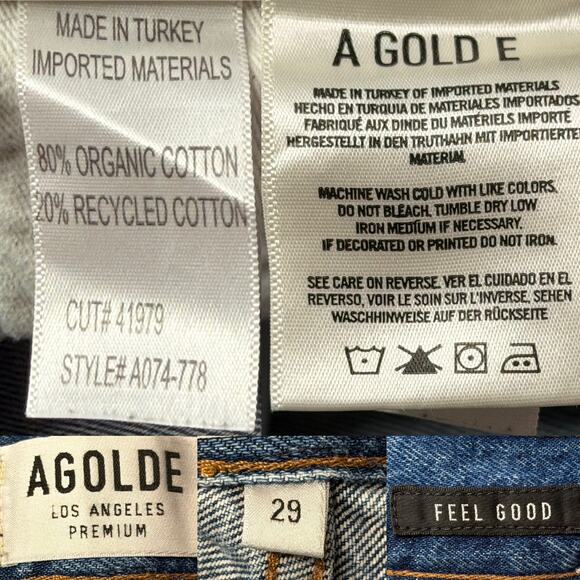 MADE IN TURKEY
IMPORTED MATERIALS
80% ORGANIC COTTON
20% RECYCLED COTTON
CUT# 41979
STYLE# A074-778
A GOLD E
MADE IN TURKEY OF IMPORTED MATERIALS
HECHO EN TURQUIA DE MATERIALES IMPORTADOS
FABRIQUÉ AUX DINDE DU MATÉRIELS IMPORTÉ
HERGESTELLT IN DEN TRUTHAHN MIT IMPORTIERTE
MATERIAL
MACHINE WASH COLD WITH LIKE COLORS,
DO NOT BLEACH, TUMBLE DRY LOW
IRON MEDIUM IF NECESSARY.
IF DECORATED OR PRINTED DO NOT IRON.
SEE CARE ON REVERSE. VER EL CUIDADO EN EL
REVERSO, VOIR LE SOIN SUR L'INVERSE, SEHEN
WASCHHINWEISE AUF DER RÜCKSEITE
AGOLDE
LOS ANGELES
PREMIUM
29
FEEL GOOD